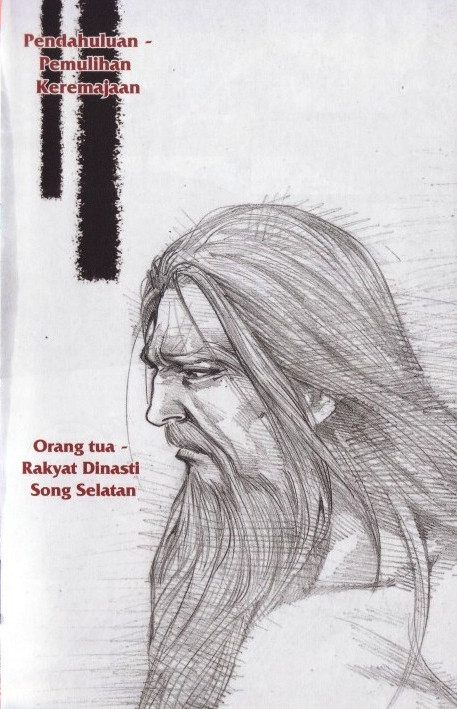 Pendahuluan -
Pemulihan
Keremajaan
Orang tua -
Rakyat Dinasti
Song Selatan